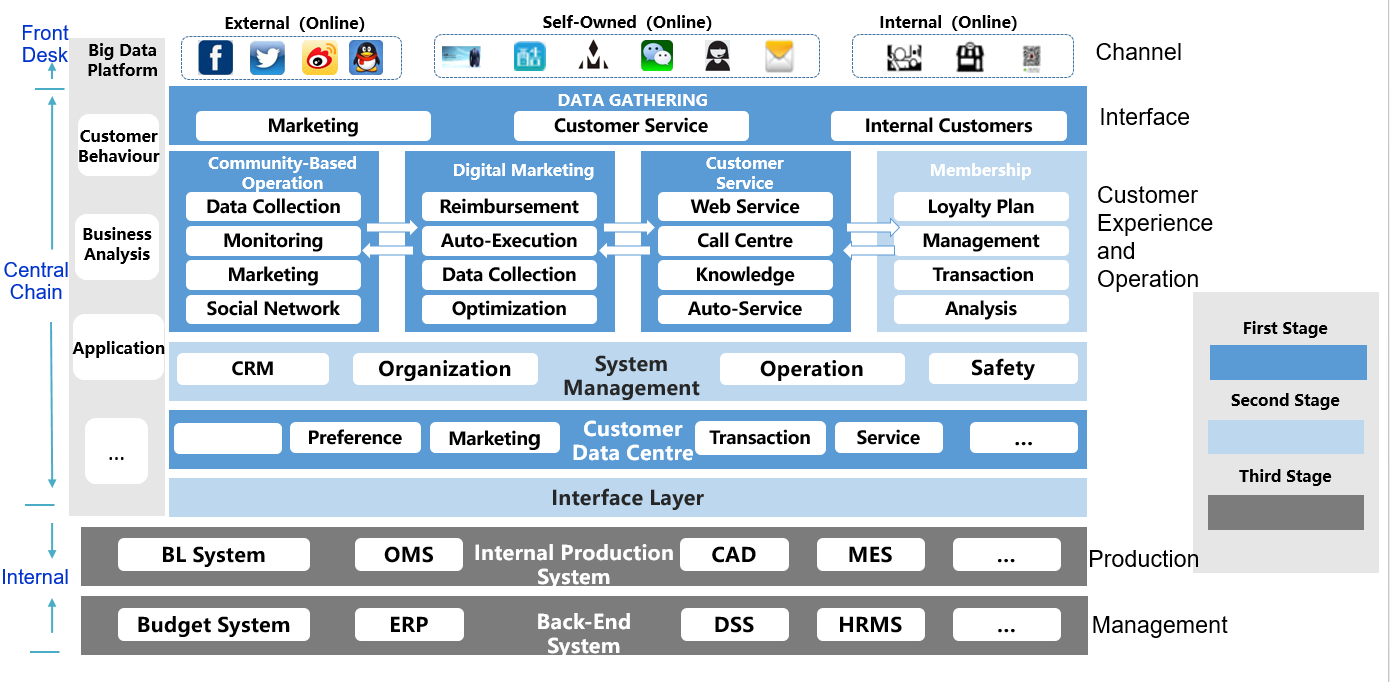 External（Online）
Self-Owned（Online）
Internal（Online）
Front
Desk
Big Data
Platform
酷
Channel
DATA GATHERING
Interface
Marketing
Customer Service
Internal Customers
Customer
Behaviour
Community-Based
Operation
Digital Marketing
Customer
Service
Membership
Customer
Experience
and
Operation
Data Collection
Reimbursement
Web Service
Loyalty Plan
Business
Analysis
Monitoring
Auto-Execution
Call Centre
Management
Central
Chain
Marketing
Data Collection
Knowledge
Transaction
Social Network
Optimization
Auto-Service
Analysis
First Stage
Second Stage
Third Stage
Application
CRM
Organization
System
Management
Operation
Safety
...
Preference
Marketing
Customer
Data Centre
Transaction
Service
...
Interface Layer
Internal
BL System
OMS
Internal Production
System
CAD
MES
...
Production
Budget System
ERP
Back-End
System
DSS
HRMS
...
Management